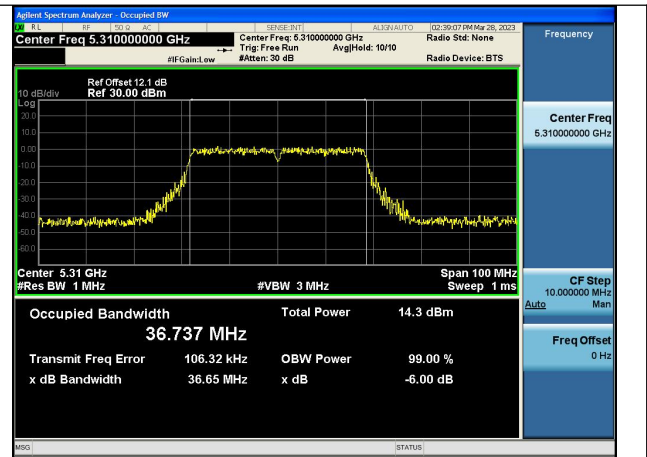 Agilent Spectrum Analyzer - Occupied BW
RL RF 50 Ω AC SENSE:INT ALIGN AUTO 02:39:07 PM Mar 28, 2023
Center Freq 5.310000000 GHz Center Freq: 5.310000000 GHz Radio Std: None
Trig: Free Run Avg|Hold: 10/10
#IFGain:Low #Atten: 30 dB Radio Device: BTS
Frequency
Ref Offset 12.1 dB
10 dB/div Ref 30.00 dBm
Log
20.0
10.0
0.00
-10.0
-20.0
-30.0
-40.0
-50.0
-60.0
Center 5.31 GHz Span 100 MHz
#Res BW 1 MHz #VBW 3 MHz Sweep 1 ms
Occupied Bandwidth Total Power 14.3 dBm
36.737 MHz
Transmit Freq Error 106.32 kHz OBW Power 99.00 %
x dB Bandwidth 36.65 MHz x dB -6.00 dB
Center Freq
5.310000000 GHz
CF Step
10.000000 MHz
Auto Man
Freq Offset
0 Hz
MSG STATUS